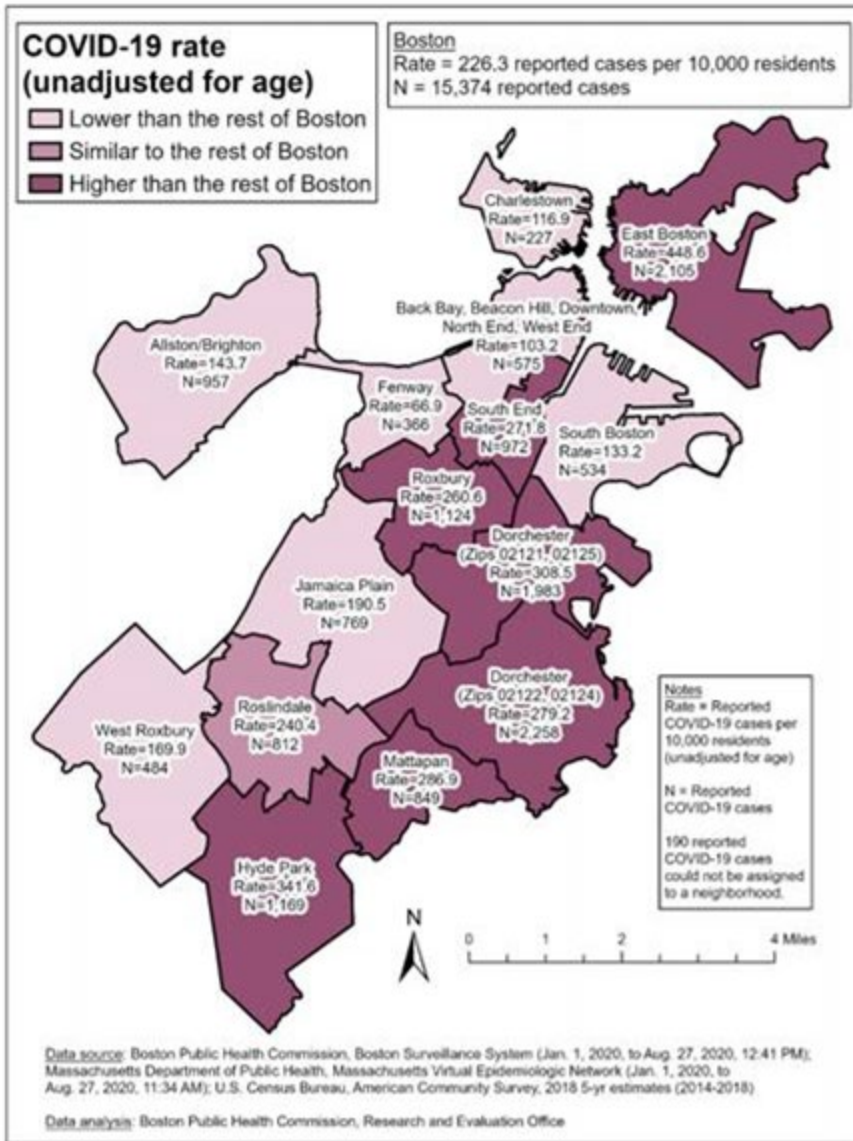 COVID-19 rate
(unadjusted for age)
Lower than the rest of Boston
Similar to the rest of Boston
Higher than the rest of Boston
Boston
Rate = 226.3 reported cases per 10,000 residents
N = 15,374 reported cases
Charlestown
Rate=116.9
N=227
East Boston
Rate=448.6
N=2,105
Back Bay, Beacon Hill, Downtown,
North End, West End
Rate=103.2
N=575
Allston/Brighton
Rate=143.7
N=957
Fenway
Rate=66.9
N=366
South End
Rate=271.8
N=972
South Boston
Rate=133.2
N=534
Roxbury
Rate=260.6
N=1,124
Dorchester
(Zips 02121, 02125)
Rate=308.5
N=1,983
Jamaica Plain
Rate=190.5
N=769
Dorchester
(Zips 02122, 02124)
Rate=279.2
N=2,258
West Roxbury
Rate=169.9
N=484
Roslindale
Rate=240.4
N=812
Mattapan
Rate=286.9
N=849
Hyde Park
Rate=341.6
N=1,169
Notes
Rate = Reported
COVID-19 cases per
10,000 residents
(unadjusted for age)
N = Reported
COVID-19 cases
190 reported
COVID-19 cases
could not be assigned
to a neighborhood.
N
0 1 2 4 Miles
Data source: Boston Public Health Commission, Boston Surveillance System (Jan. 1, 2020, to Aug. 27, 2020, 12:41 PM);
Massachusetts Department of Public Health, Massachusetts Virtual Epidemiologic Network (Jan. 1, 2020, to
Aug. 27, 2020, 11:34 AM); U.S. Census Bureau, American Community Survey, 2018 5-yr estimates (2014-2018)
Data analysis: Boston Public Health Commission, Research and Evaluation Office